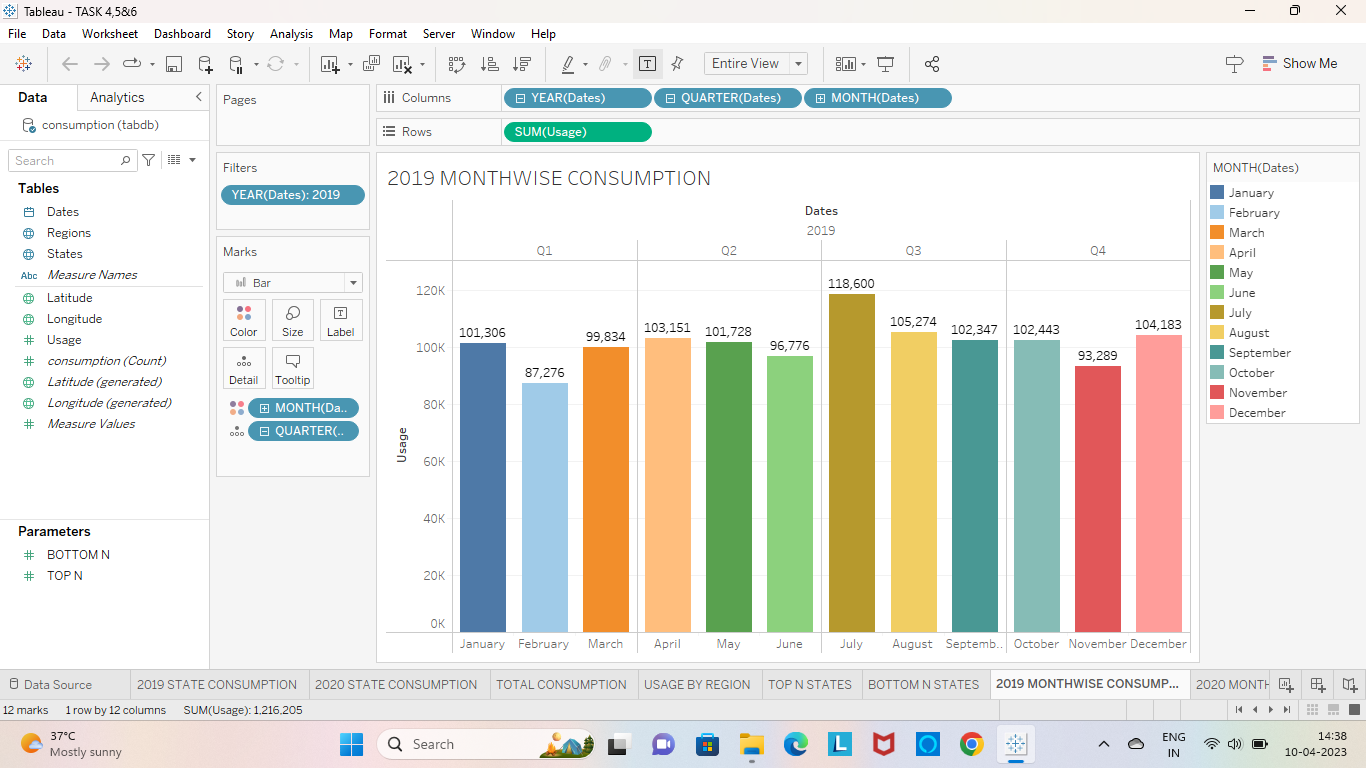 Tableau - TASK 4,5&6
File Data Worksheet Dashboard Story Analysis Map Format Server Window Help
Entire View
Show Me
Data Analytics
consumption (tabdb)
Search
Tables
Dates
Regions
States
Abc Measure Names
Latitude
Longitude
Usage
consumption (Count)
Latitude (generated)
Longitude (generated)
Measure Values
Parameters
BOTTOM N
TOP N
Pages
Filters
YEAR(Dates): 2019
Marks
Bar
Color Size Label
Detail Tooltip
MONTH(Da..
QUARTER(..
Columns YEAR(Dates) QUARTER(Dates) MONTH(Dates)
Rows SUM(Usage)
2019 MONTHWISE CONSUMPTION
Dates
2019
Q1 Q2 Q3 Q4
120K
100K
80K
60K
40K
20K
0K
Usage
101,306 87,276 99,834 103,151 101,728 96,776 118,600 105,274 102,347 102,443 93,289 104,183
January February March April May June July August Septemb.. October November December
MONTH(Dates)
January
February
March
April
May
June
July
August
September
October
November
December
Data Source 2019 STATE CONSUMPTION 2020 STATE CONSUMPTION TOTAL CONSUMPTION USAGE BY REGION TOP N STATES BOTTOM N STATES 2019 MONTHWISE CONSUMP... 2020 MONTH
12 marks 1 row by 12 columns SUM(Usage): 1,216,205
37°C
Mostly sunny
Search
L
ENG
IN
14:38
10-04-2023